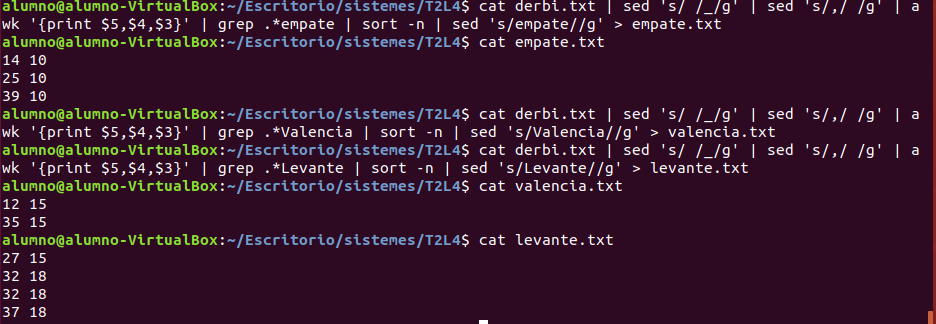 alumno@alumno-VirtualBox:~/Escritorio/sistemes/T2L4$ cat derbi.txt | sed 's/ /_/g' | sed 's/,/ /g' | a
wk '{print $5,$4,$3}' | grep .*empate | sort -n | sed 's/empate//g' > empate.txt
alumno@alumno-VirtualBox:~/Escritorio/sistemes/T2L4$ cat empate.txt
14 10
25 10
39 10
alumno@alumno-VirtualBox:~/Escritorio/sistemes/T2L4$ cat derbi.txt | sed 's/ /_/g' | sed 's/,/ /g' | a
wk '{print $5,$4,$3}' | grep .*Valencia | sort -n | sed 's/Valencia//g' > valencia.txt
alumno@alumno-VirtualBox:~/Escritorio/sistemes/T2L4$ cat derbi.txt | sed 's/ /_/g' | sed 's/,/ /g' | a
wk '{print $5,$4,$3}' | grep .*Levante | sort -n | sed 's/Levante//g' > levante.txt
alumno@alumno-VirtualBox:~/Escritorio/sistemes/T2L4$ cat valencia.txt
12 15
35 15
alumno@alumno-VirtualBox:~/Escritorio/sistemes/T2L4$ cat levante.txt
27 15
32 18
32 18
37 18